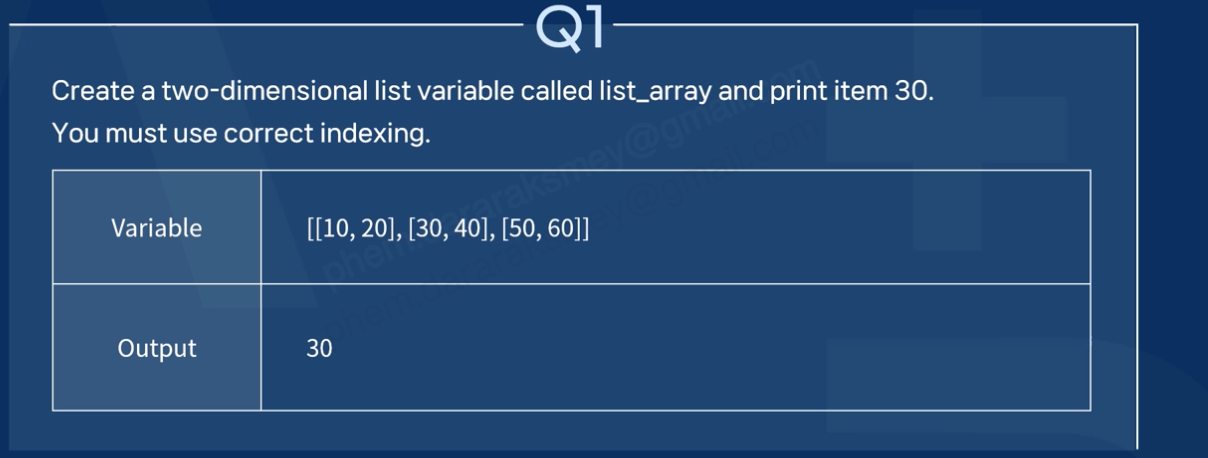 Q1
Create a two-dimensional list variable called list_array and print item 30.
You must use correct indexing.
Variable
[[10, 20], [30, 40], [50, 60]]
Output
30